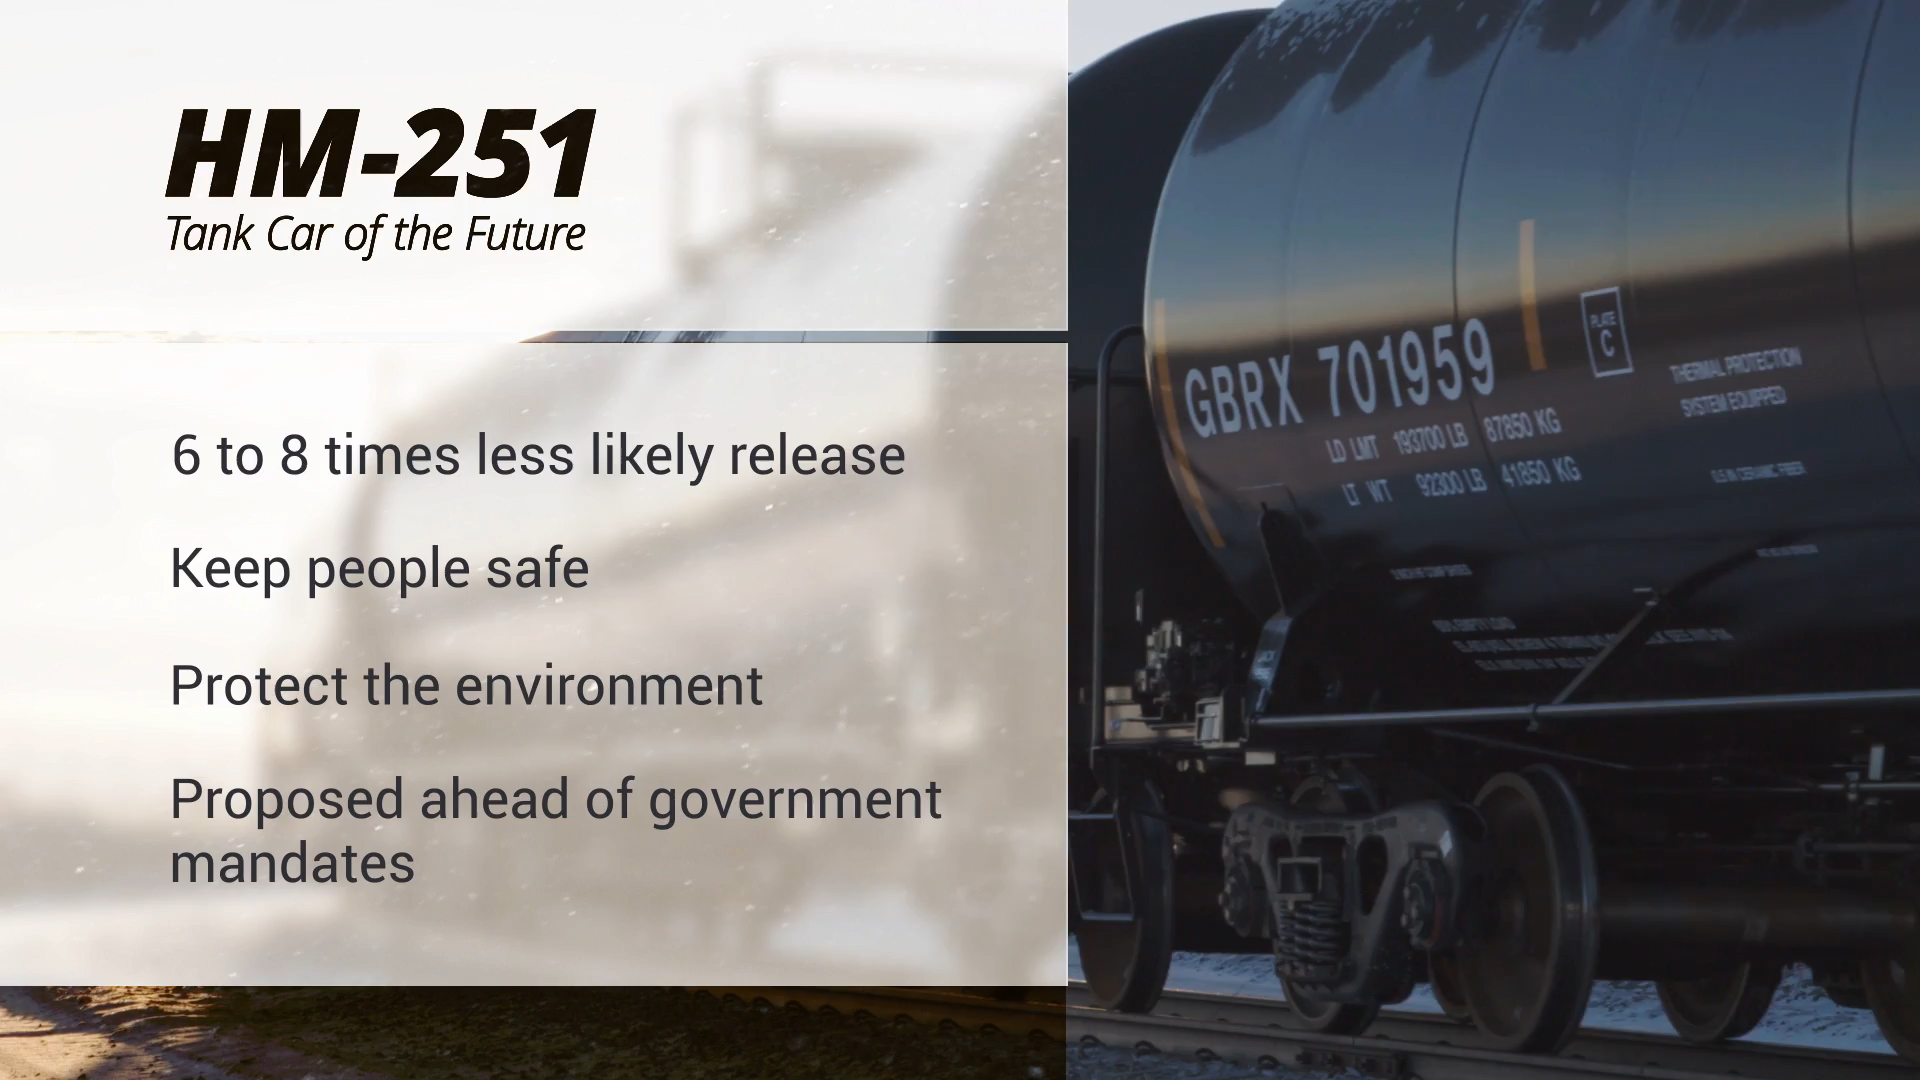 HM-251
Tank Car of the Future
6 to 8 times less likely release
Keep people safe
Protect the environment
Proposed ahead of government
mandates
GBRX 701959
LD LMT 193700 LB 87850 KG
LT WT 92300 LB 41850 KG
PLATE
C
THERMAL PROTECTION
SYSTEM EQUIPPED